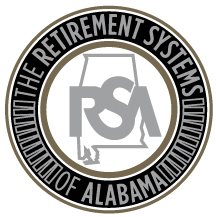 THE RETIREMENT SYSTEMS
OF ALABAMA
RSA